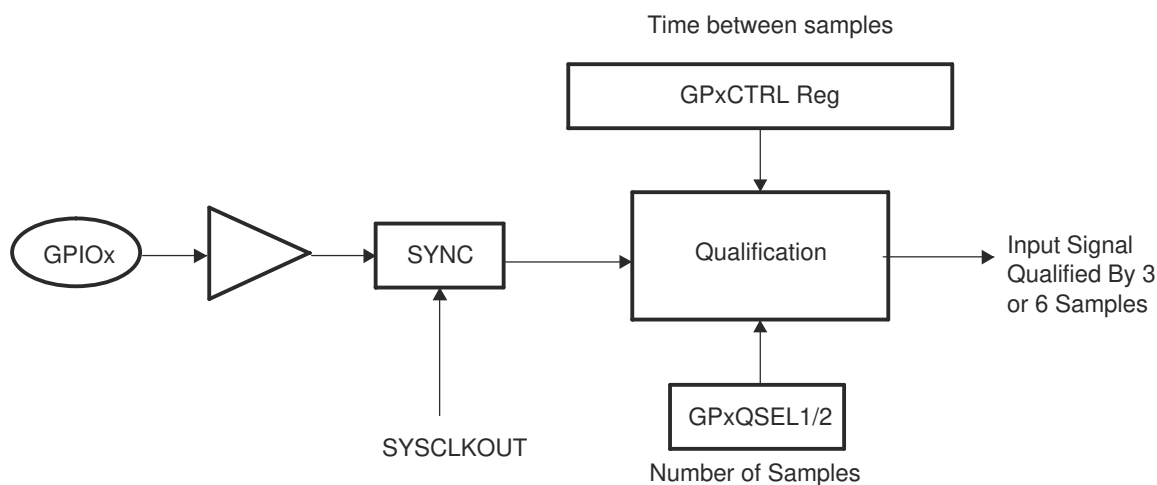 Time between samples
GPxCTRL Reg
GPIOx
SYNC
Qualification
Input Signal
Qualified By 3
or 6 Samples
GPxQSEL1/2
SYSCLKOUT
Number of Samples